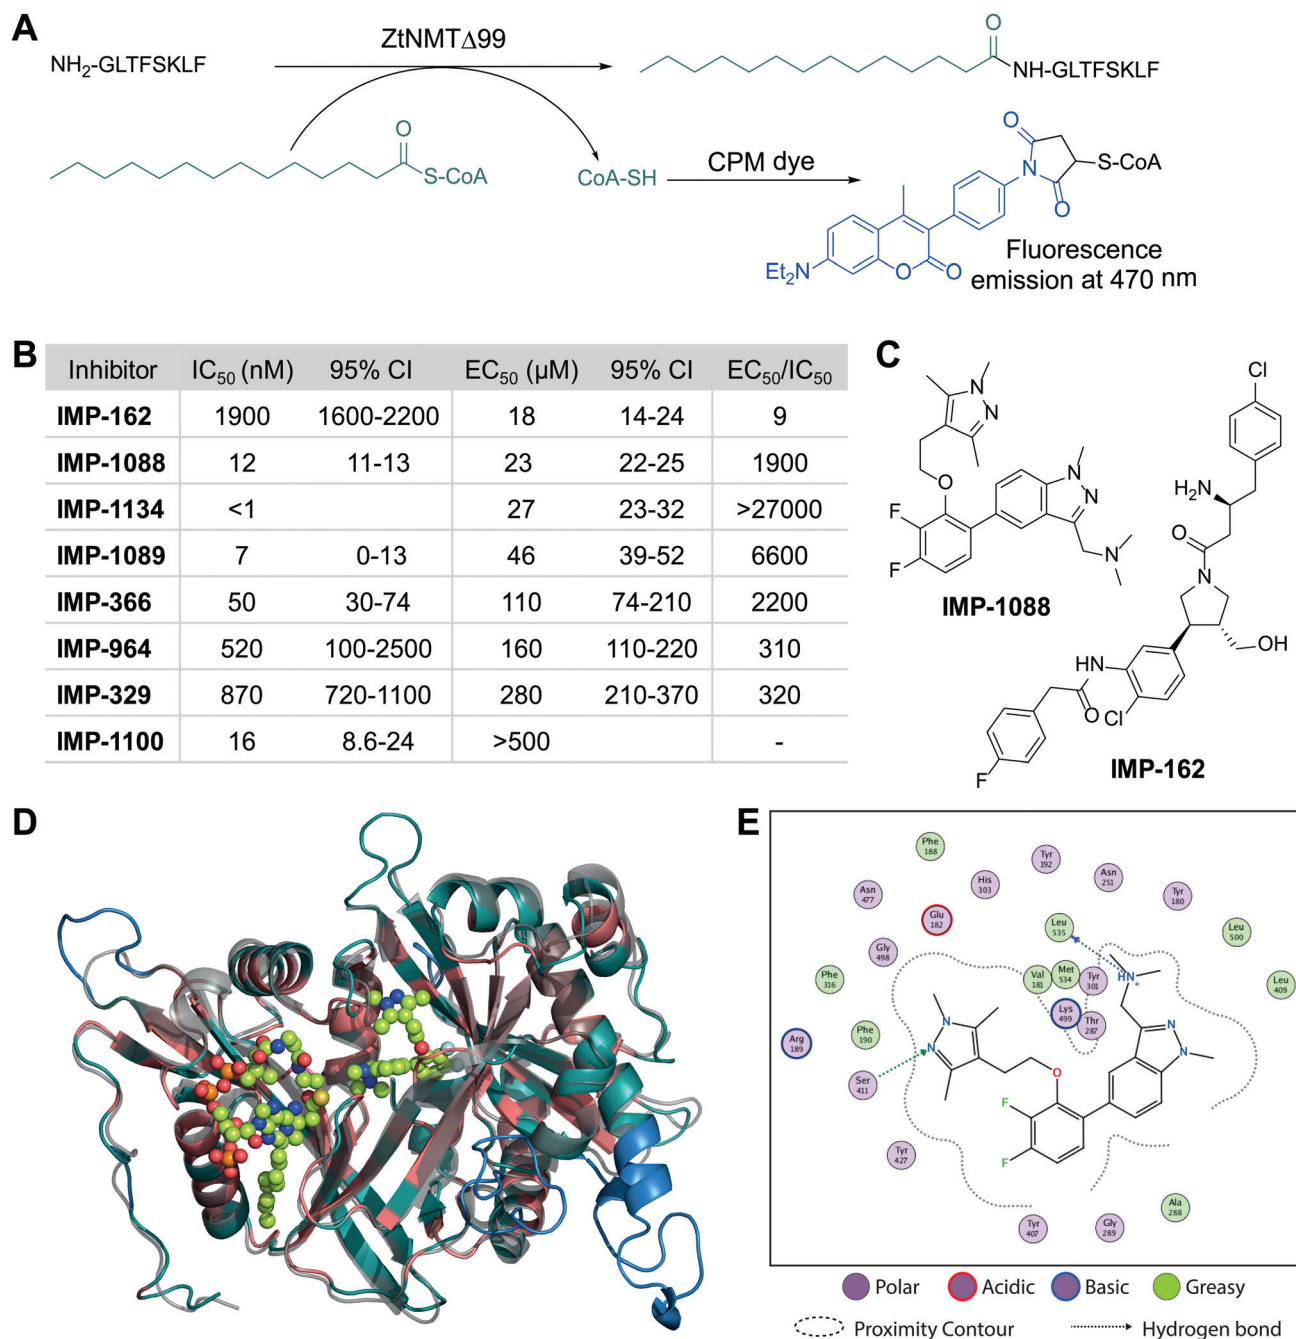 A
NH2-GLTFSKLF
ZtNMTΔ99
O
NH-GLTFSKLF
O
S-CoA
CoA-SH
CPM dye
O
N
O
S-CoA
Et2N
O
O
Fluorescence
emission at 470 nm
B
Inhibitor IC50 (nM) 95% CI EC50 (µM) 95% CI EC50/IC50
IMP-162 1900 1600-2200 18 14-24 9
IMP-1088 12 11-13 23 22-25 1900
IMP-1134 <1 27 23-32 >27000
IMP-1089 7 0-13 46 39-52 6600
IMP-366 50 30-74 110 74-210 2200
IMP-964 520 100-2500 160 110-220 310
IMP-329 870 720-1100 280 210-370 320
IMP-1100 16 8.6-24 >500 -
C
N
N
O
F
F
N
N
N
IMP-1088
Cl
H2N
O
N
OH
HN
O
Cl
F
IMP-162
D
E
Phe
188
Tyr
192
His
303
Asn
251
Asn
477
Tyr
180
Glu
182
Leu
535
Leu
500
Gly
498
Phe
316
Val
181
Met
534
Tyr
301
HN+
Leu
409
Lys
499
Thr
287
Arg
189
Phe
190
N
N
N
N
Ser
411
O
F
F
Tyr
427
Ala
288
Tyr
407
Gly
289
Polar Acidic Basic Greasy
Proximity Contour Hydrogen bond